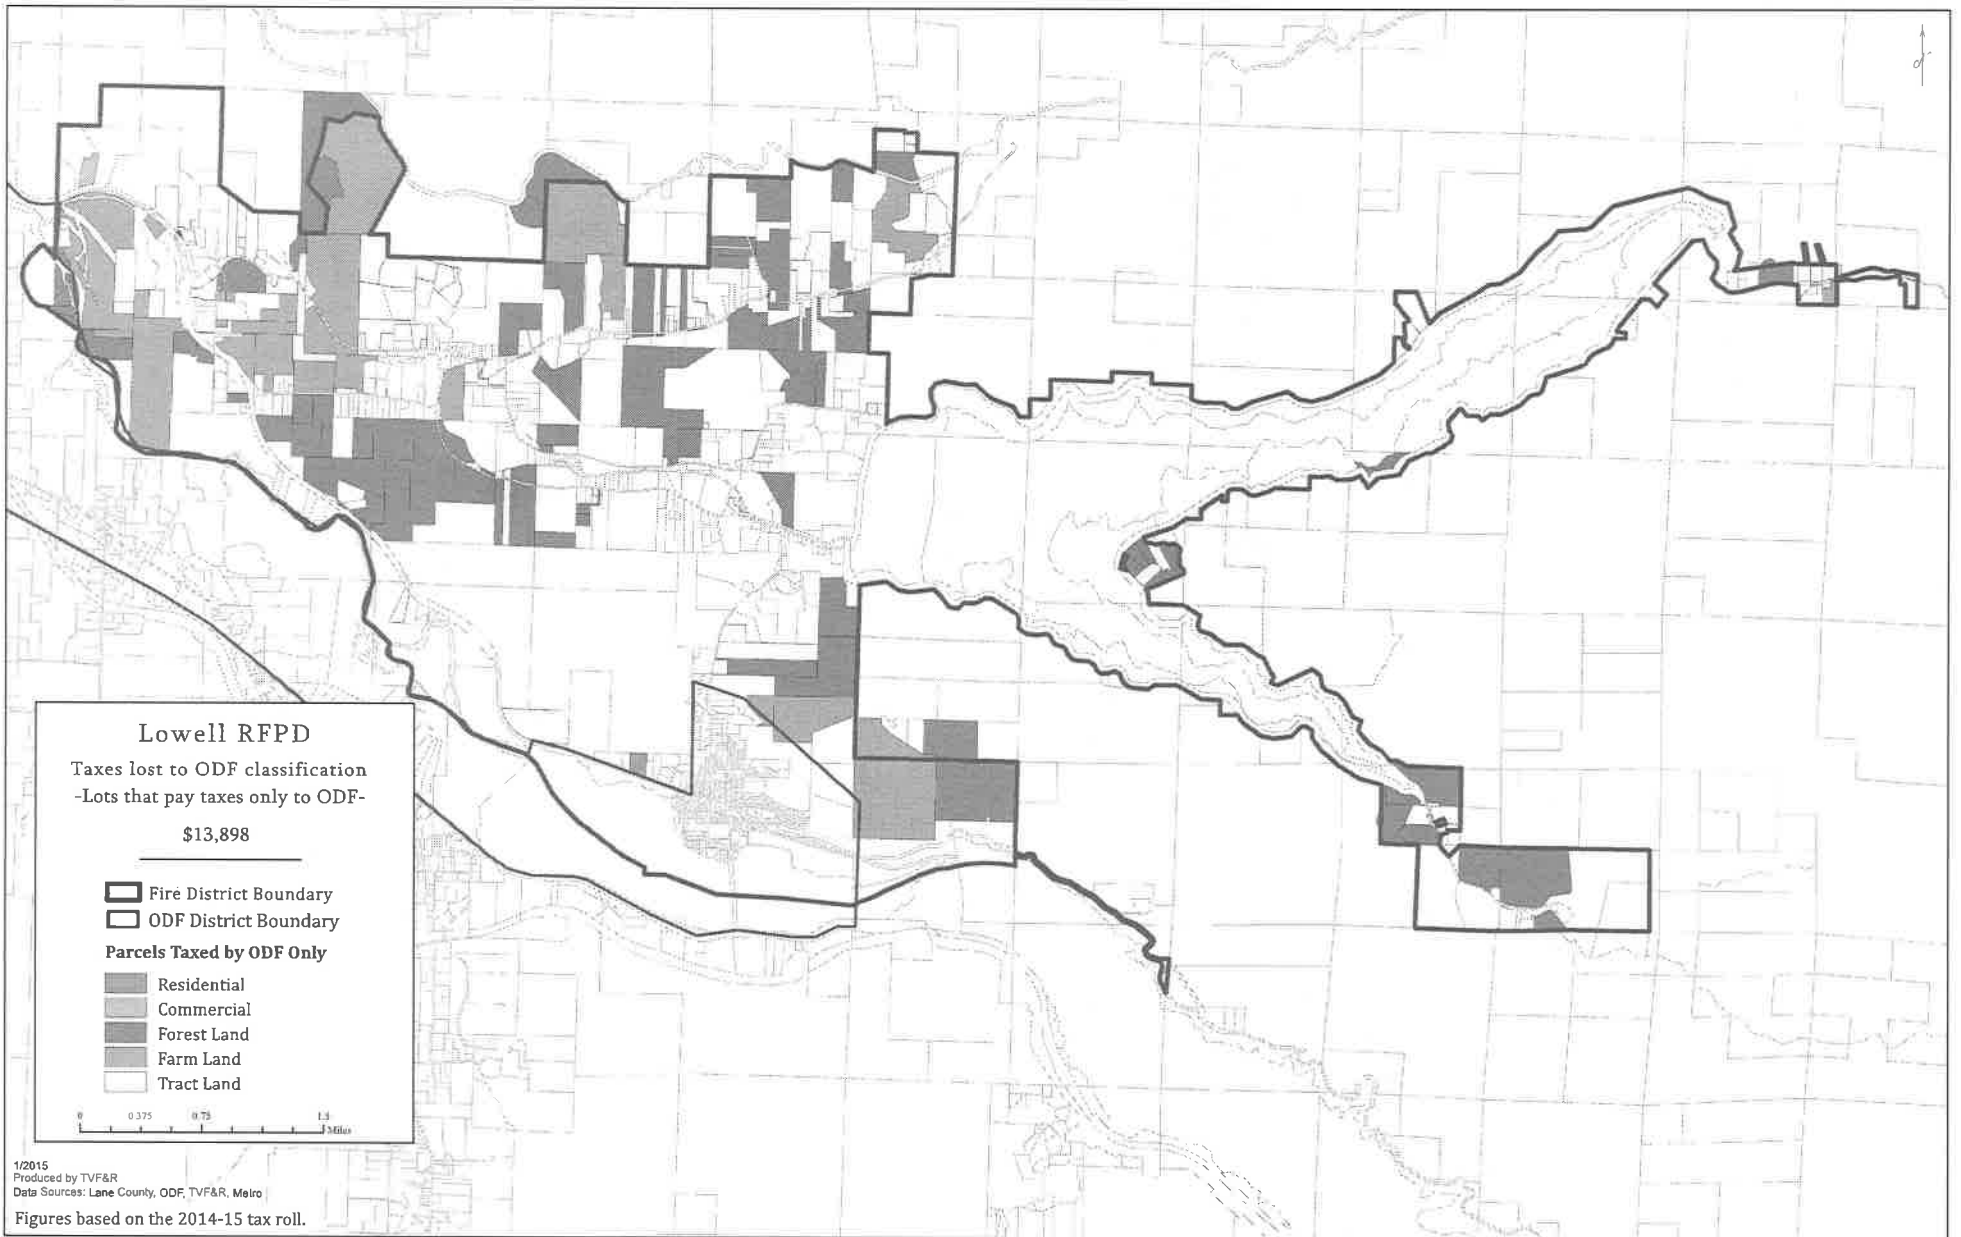 Lowell RFPD
Taxes lost to ODF classification
-Lots that pay taxes only to ODF-
$13,898
Fire District Boundary
ODF District Boundary
Parcels Taxed by ODF Only
Residential
Commercial
Forest Land
Farm Land
Tract Land
0 0.375 0.75 1.5
Miles
1/2015
Produced by TVF&R
Data Sources: Lane County, ODF, TVF&R, Metro
Figures based on the 2014-15 tax roll.